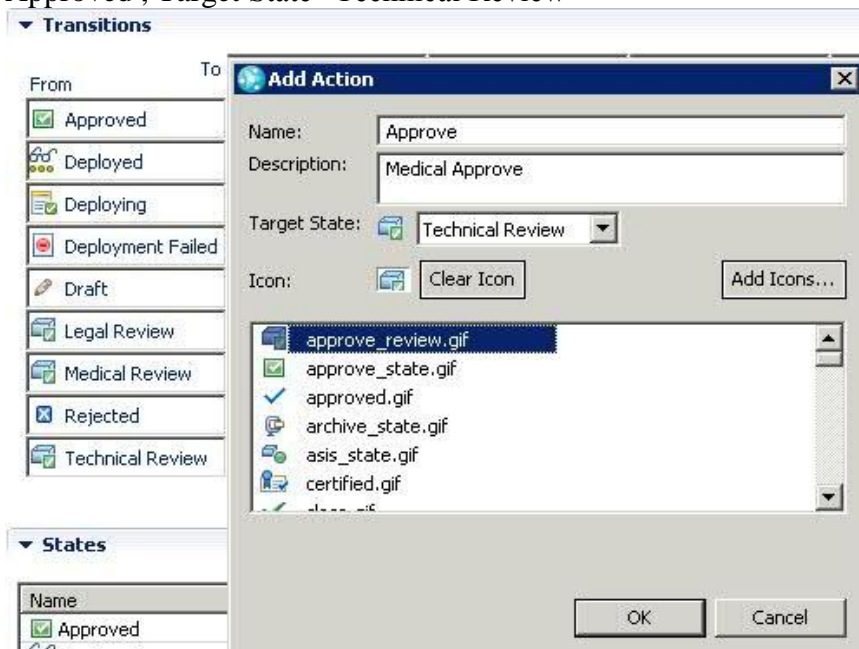 Approved', Target State "Technical Review"
Transitions
To
From
Approved
Deployed
Deploying
Deployment Failed
Draft
Legal Review
Medical Review
Rejected
Technical Review
States
Name
Approved
Add Action
Name: Approve
Description: Medical Approve
Target State: Technical Review
Icon: Clear Icon Add Icons...
approve_review.gif
approve_state.gif
approved.gif
archive_state.gif
asis_state.gif
certified.gif
OK Cancel